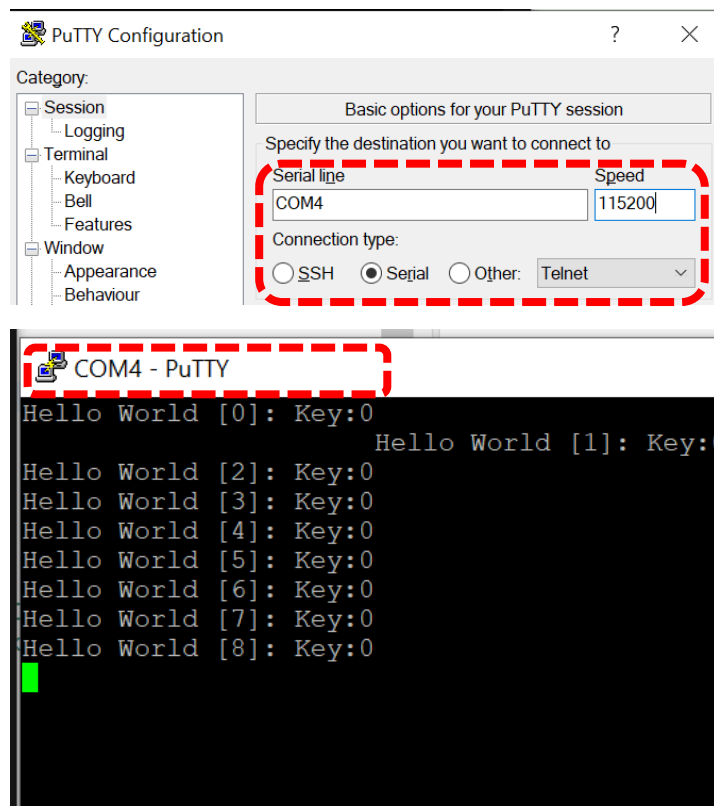 PuTTY Configuration ? ×
Category:
Session
Logging
Terminal
Keyboard
Bell
Features
Window
Appearance
Behaviour
Basic options for your PuTTY session
Specify the destination you want to connect to
Serial line Speed
COM4 115200
Connection type:
SSH Serial Other: Telnet
COM4 - PuTTY
Hello World [0]: Key:0
Hello World [1]: Key:
Hello World [2]: Key:0
Hello World [3]: Key:0
Hello World [4]: Key:0
Hello World [5]: Key:0
Hello World [6]: Key:0
Hello World [7]: Key:0
Hello World [8]: Key:0